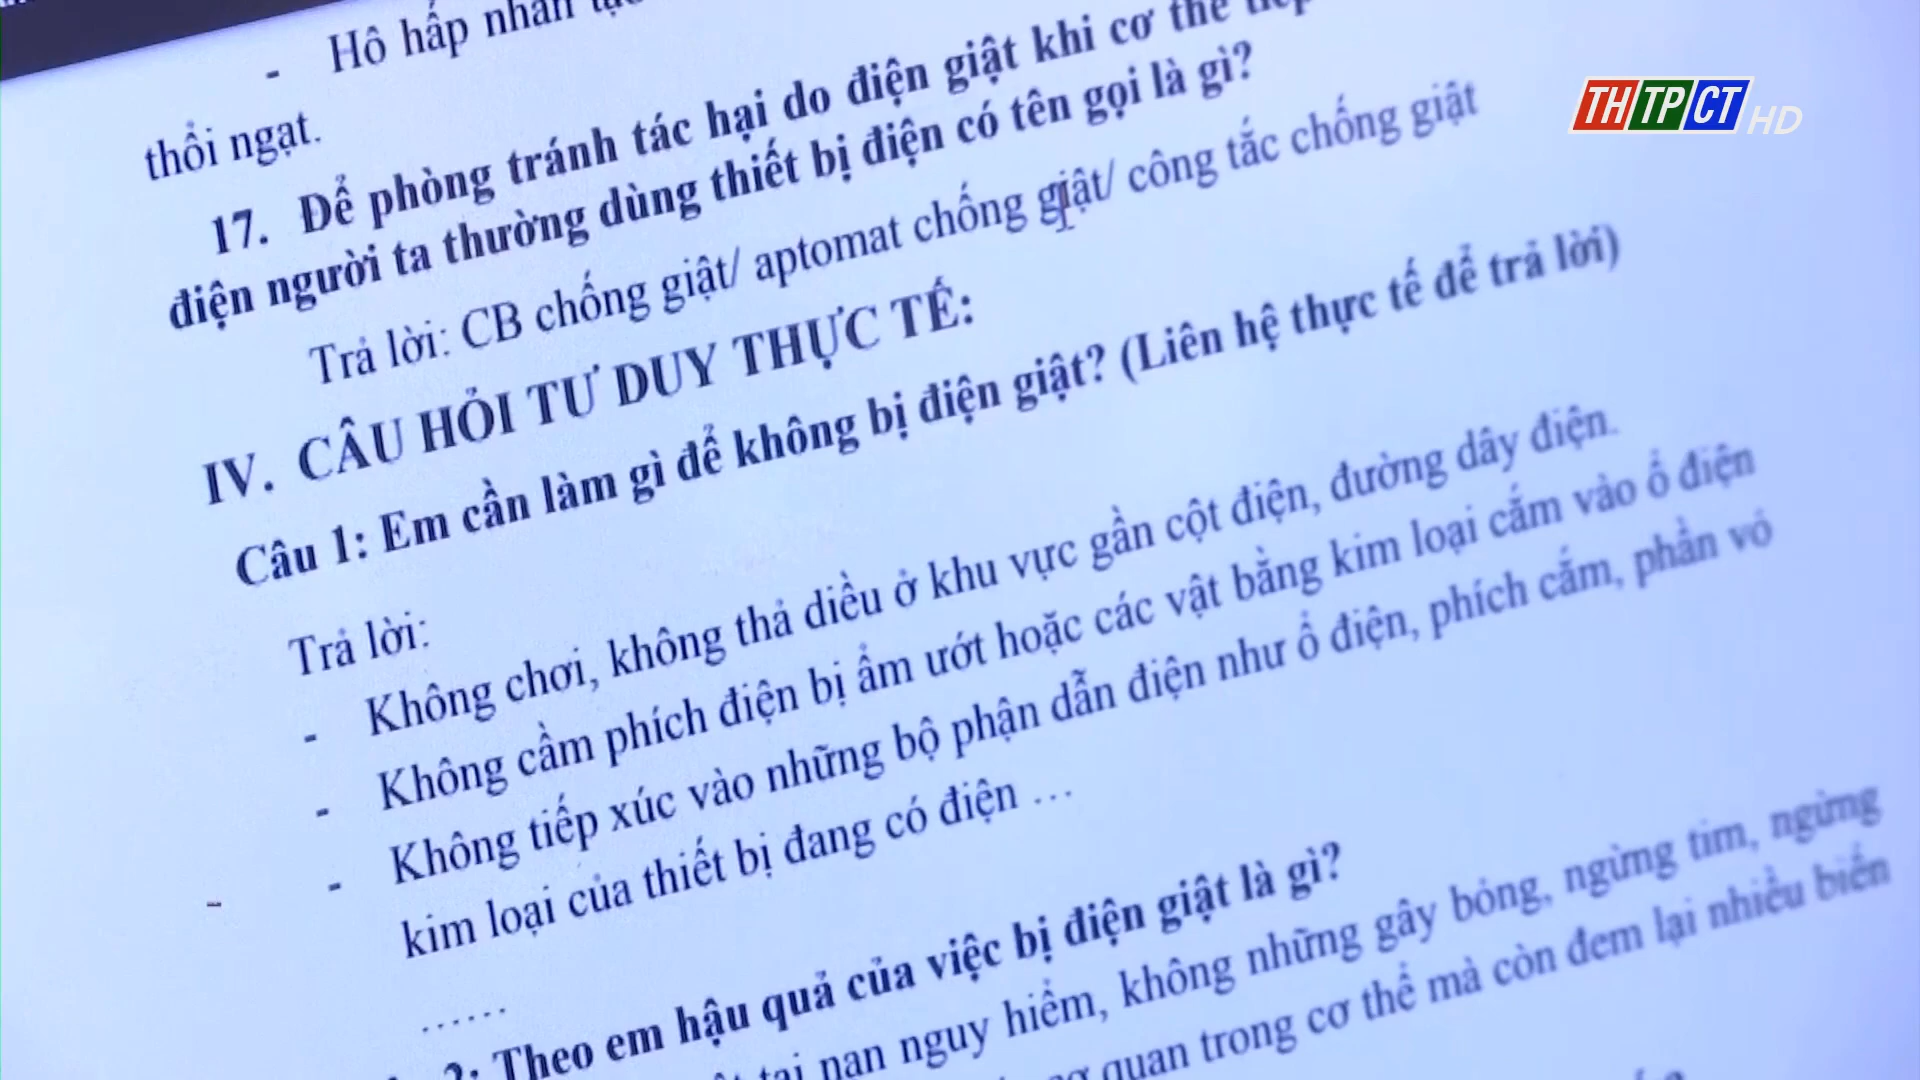 - Hô hấp nhân tạo
thổi ngạt.
17. Để phòng tránh tác hại do điện giật khi cơ thể tiếp
điện người ta thường dùng thiết bị điện có tên gọi là gì?
Trả lời: CB chống giật/ aptomat chống giật/ công tắc chống giật
IV. CÂU HỎI TƯ DUY THỰC TẾ:
Câu 1: Em cần làm gì để không bị điện giật? (Liên hệ thực tế để trả lời)
Trả lời:
- Không chơi, không thả diều ở khu vực gần cột điện, đường dây điện.
- Không cầm phích điện bị ẩm ướt hoặc các vật bằng kim loại cắm vào ổ điện
- Không tiếp xúc vào những bộ phận dẫn điện như ổ điện, phích cắm, phần vỏ
kim loại của thiết bị đang có điện ...
......
2: Theo em hậu quả của việc bị điện giật là gì?
tai nạn nguy hiểm, không những gây bỏng, ngừng tim, ngừng
quan trong cơ thể mà còn đem lại nhiều biến
THTPCT HD